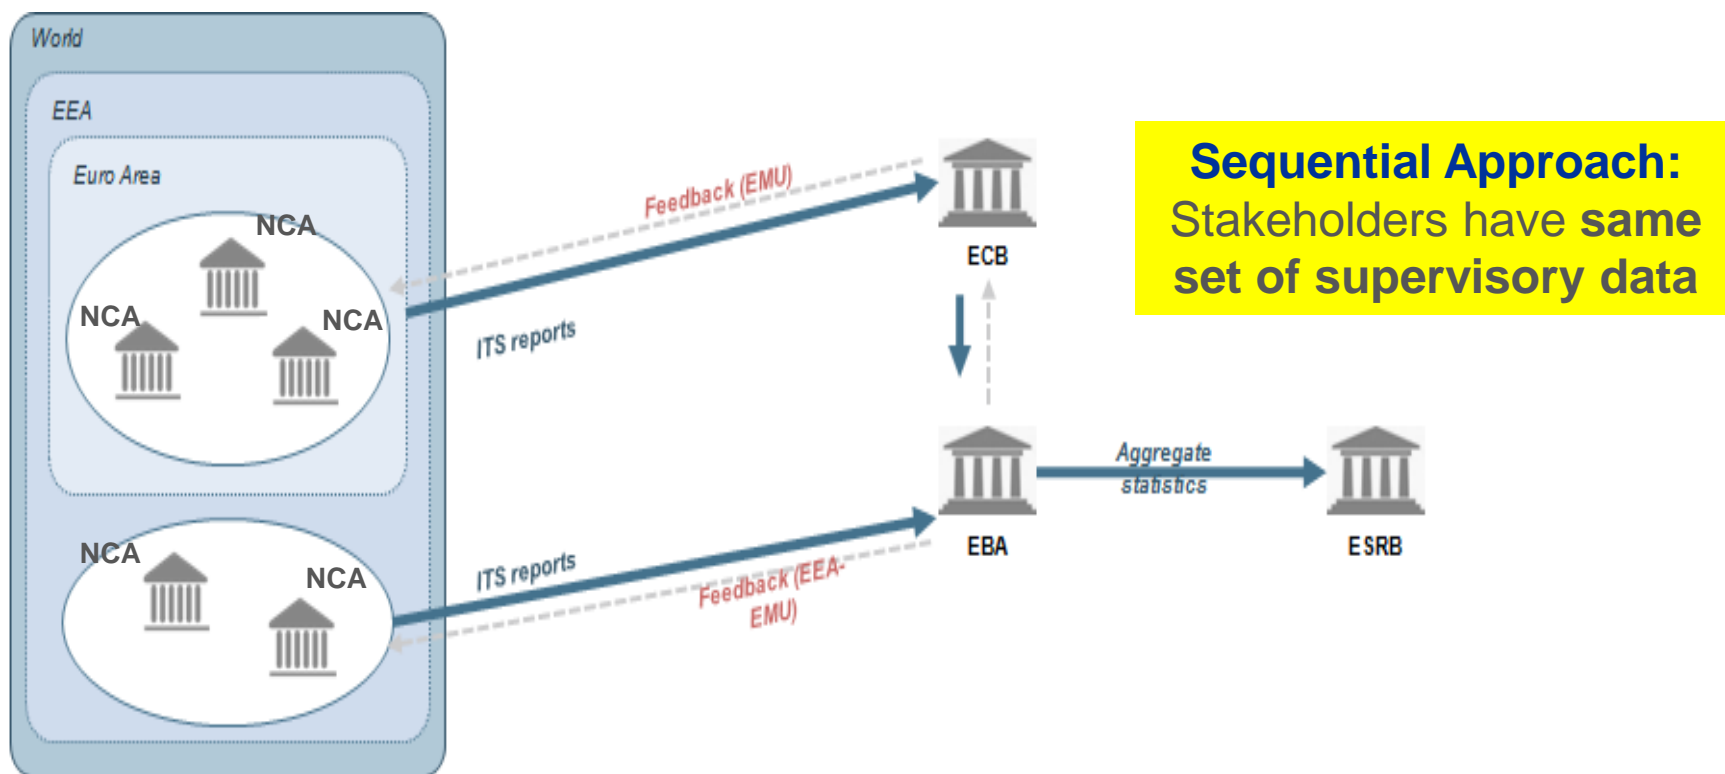 World
EEA
Euro Area
NCA
NCA
NCA
NCA
NCA
Feedback (EMU)
ITS reports
ECB
Sequential Approach:
Stakeholders have same
set of supervisory data
ITS reports
Feedback (EEA-
EMU)
EBA
Aggregate
statistics
ESRB